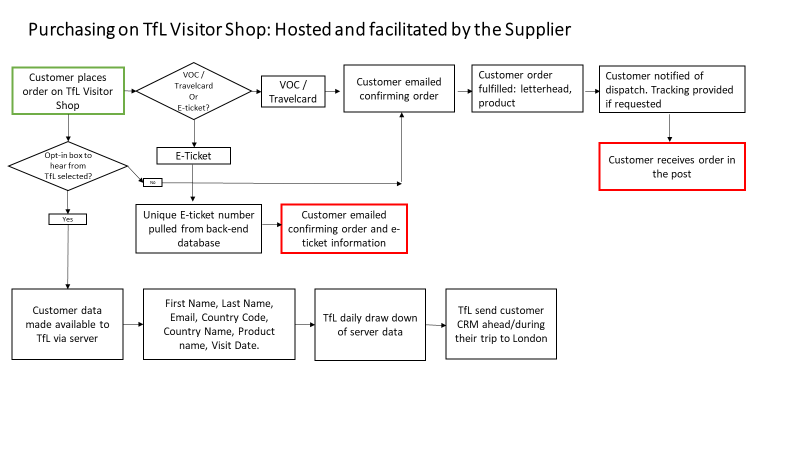 Purchasing on TfL Visitor Shop: Hosted and facilitated by the Supplier
Customer places
order on TfL Visitor
Shop
VOC /
Travelcard
Or
E-ticket?
VOC /
Travelcard
Customer emailed
confirming order
Customer order
fulfilled: letterhead,
product
Customer notified of
dispatch. Tracking provided
if requested
Opt-in box to
hear from
TfL selected?
E-Ticket
No
Customer receives order in
the post
Yes
Unique E-ticket number
pulled from back-end
database
Customer emailed
confirming order and e-
ticket information
Customer data
made available to
TfL via server
First Name, Last Name,
Email, Country Code,
Country Name, Product
name, Visit Date.
TfL daily draw down
of server data
TfL send customer
CRM ahead/during
their trip to London